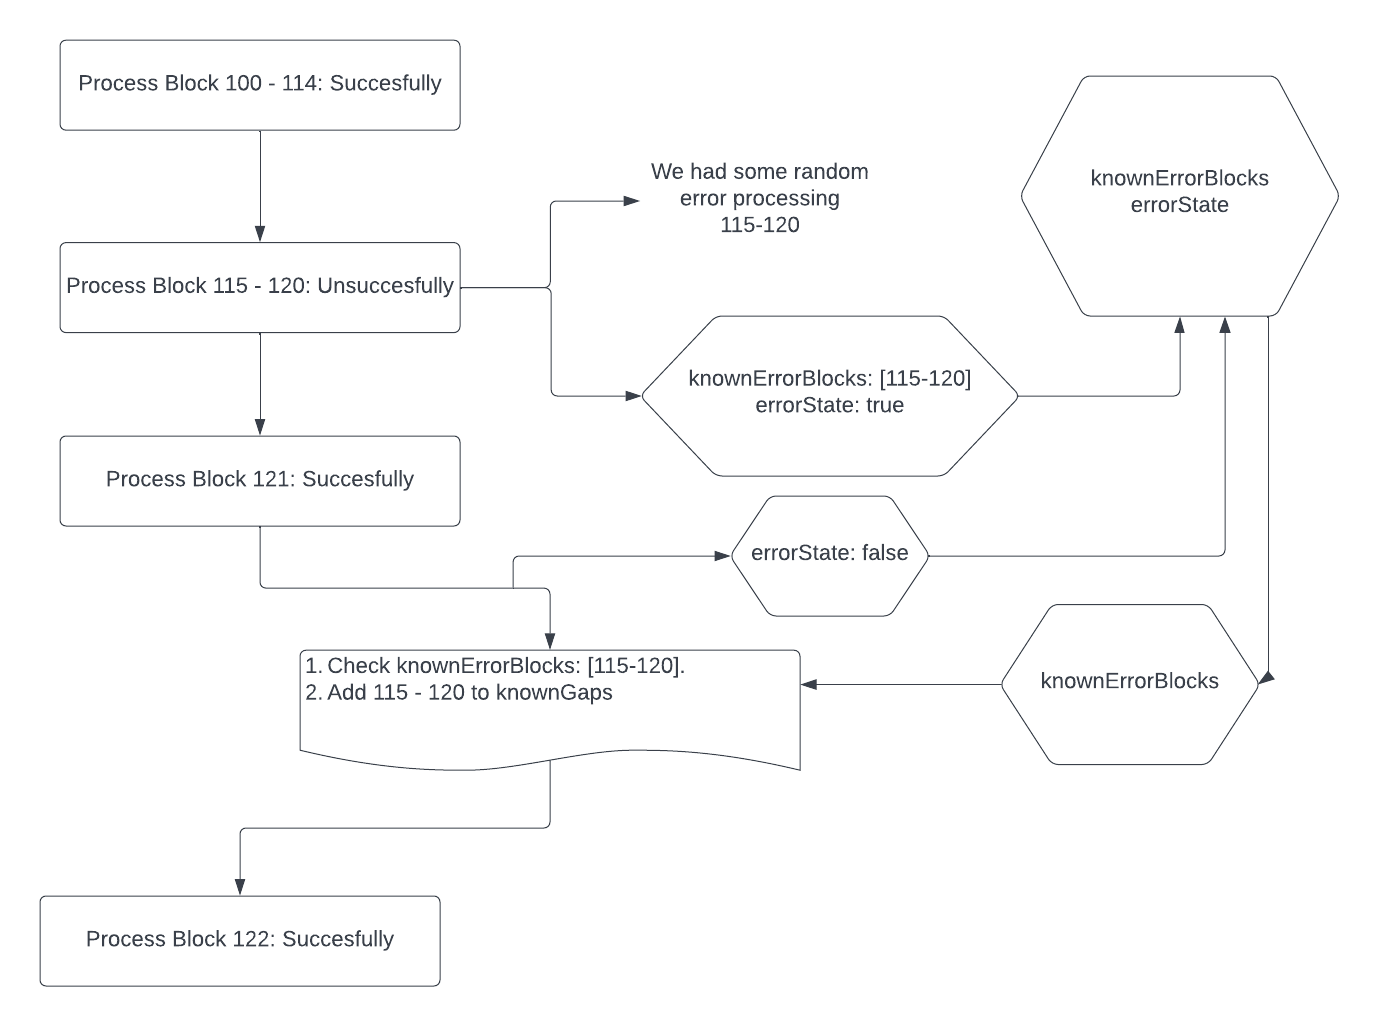 Process Block 100 - 114: Succesfully
We had some random
error processing
115-120
knownErrorBlocks
errorState
Process Block 115 - 120: Unsuccesfully
knownErrorBlocks: [115-120]
errorState: true
Process Block 121: Succesfully
errorState: false
1. Check knownErrorBlocks: [115-120].
2. Add 115 - 120 to knownGaps
knownErrorBlocks
Process Block 122: Succesfully